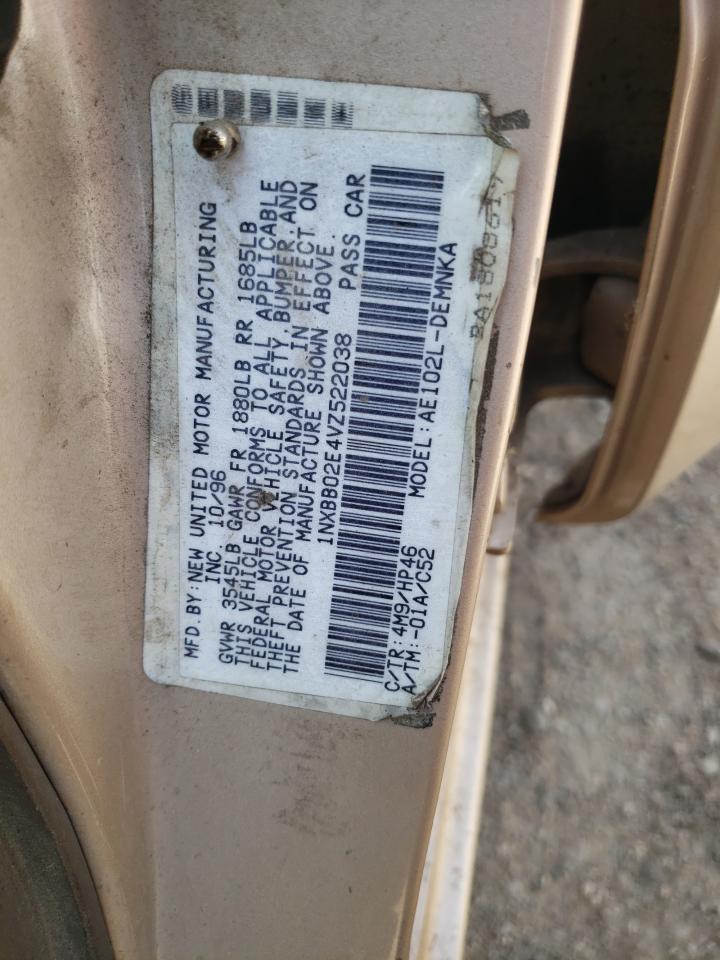 MFD.BY:NEW UNITED MOTOR MANUFACTURING
INC. 10/96
GVWR 3545LB GAWR FR 1880LB RR 1685LB
THIS VEHICLE CONFORMS TO ALL APPLICABLE
FEDERAL MOTOR VEHICLE SAFETY, BUMPER, AND
THEFT PREVENTION STANDARDS IN EFFECT ON
THE DATE OF MANUFACTURE SHOWN ABOVE.
1NXBB02E4VZ522038 PASS CAR
C/TR:4M9/HP46 MODEL:AE102L-DEMNKA
A/TM:-01A/C52